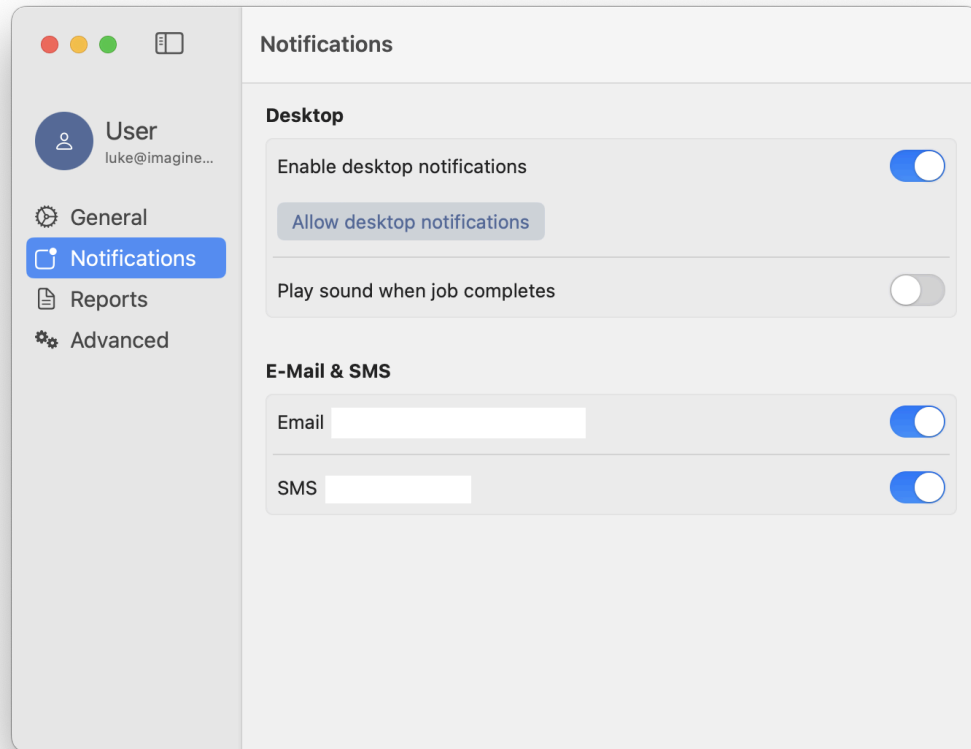 Notifications
User
luke@imagine...
General
Notifications
Reports
Advanced
Desktop
Enable desktop notifications
Allow desktop notifications
Play sound when job completes
E-Mail & SMS
Email
SMS